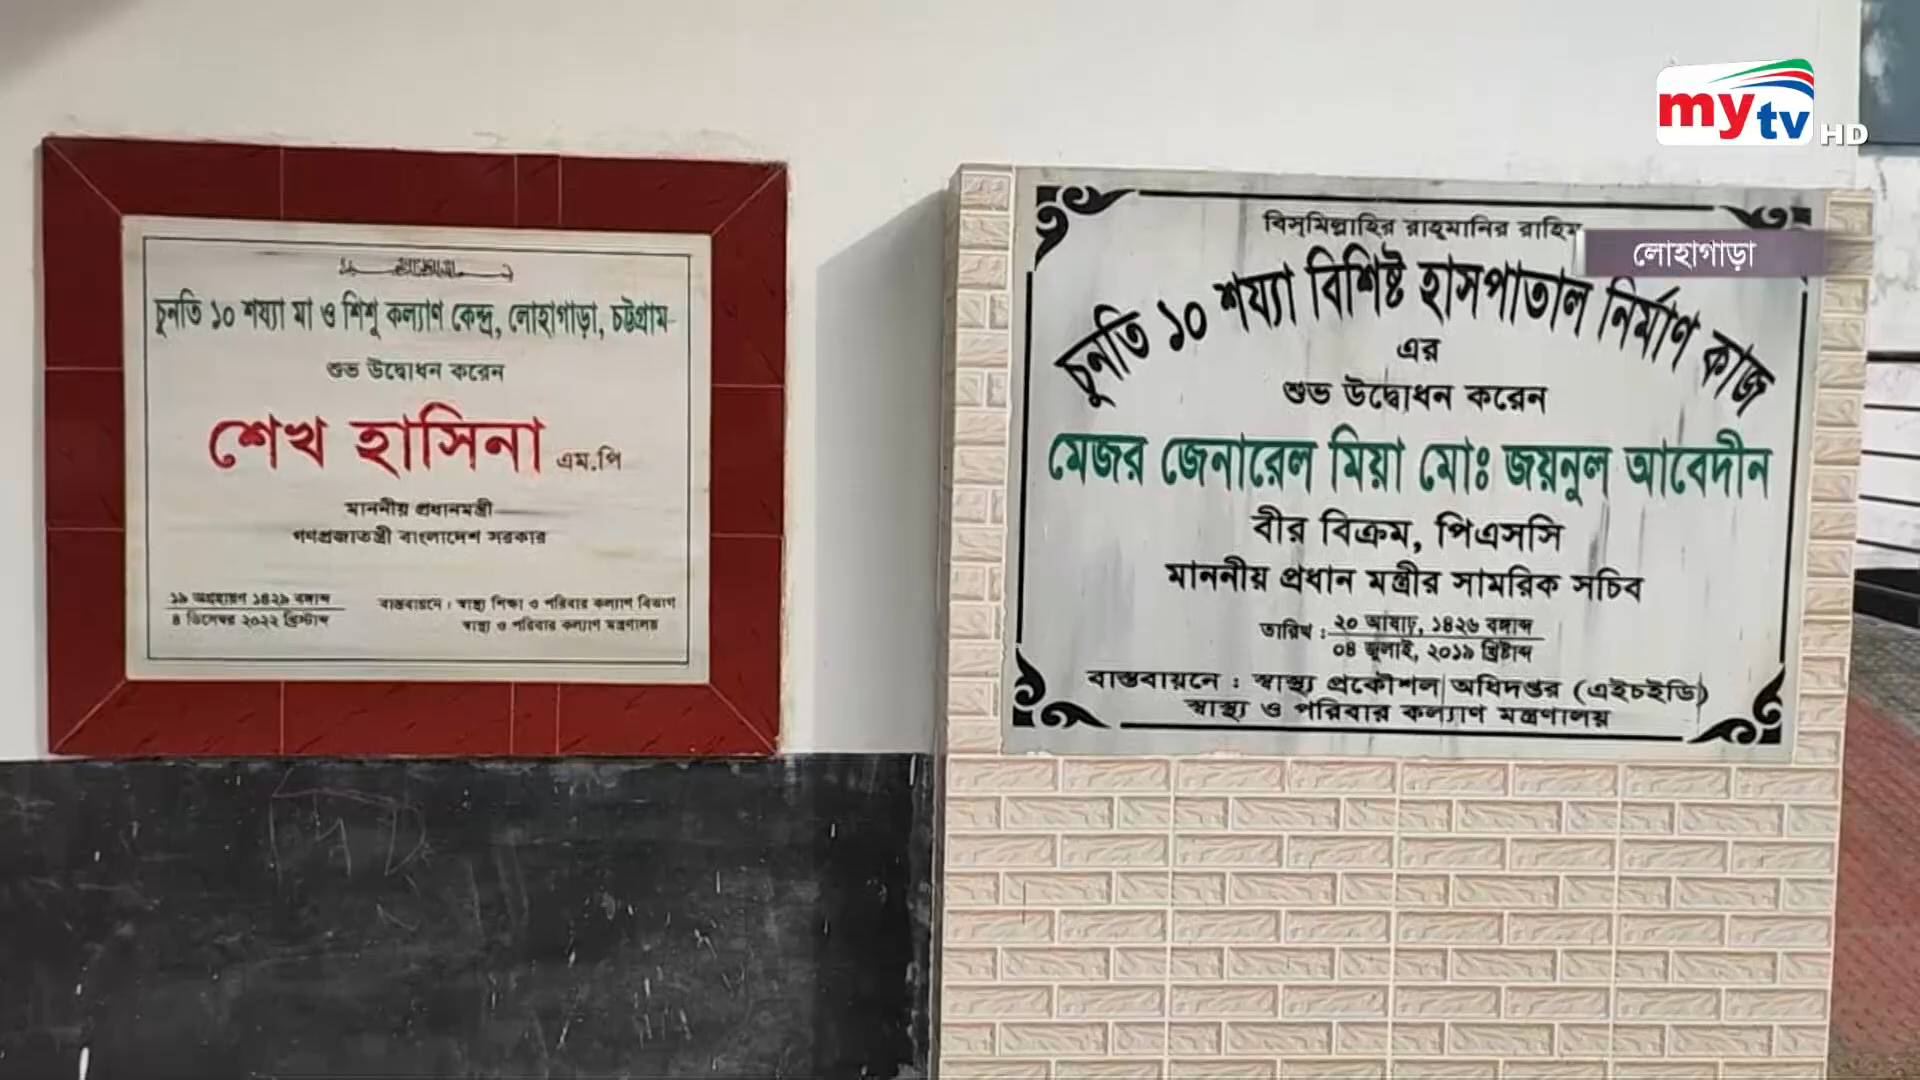 চুনতি ১০ শয্যা মা ও শিশু কল্যাণ কেন্দ্র, লোহাগাড়া, চট্টগ্রাম
শুভ উদ্বোধন করেন
শেখ হাসিনা এম.পি
মাননীয় প্রধানমন্ত্রী
গণপ্রজাতন্ত্রী বাংলাদেশ সরকার
১৯ অগ্রহায়ণ ১৪২৯ বঙ্গাব্দ
৪ ডিসেম্বর ২০২২ খ্রিস্টাব্দ
বাস্তবায়নে : স্বাস্থ্য শিক্ষা ও পরিবার কল্যাণ বিভাগ
স্বাস্থ্য ও পরিবার কল্যাণ মন্ত্রণালয়
mytv HD
লোহাগাড়া
বিস্‌মিল্লাহির রাহ্‌মানির রাহিম
চুনতি ১০ শয্যা বিশিষ্ট হাসপাতাল নির্মাণ কাজ
এর
শুভ উদ্বোধন করেন
মেজর জেনারেল মিয়া মোঃ জয়নুল আবেদীন
বীর বিক্রম, পিএসসি
মাননীয় প্রধান মন্ত্রীর সামরিক সচিব
তারিখ : ২০ আষাঢ়, ১৪২৬ বঙ্গাব্দ
০৪ জুলাই, ২০১৯ খ্রিষ্টাব্দ
বাস্তবায়নে : স্বাস্থ্য প্রকৌশল অধিদপ্তর (এইচইডি)
স্বাস্থ্য ও পরিবার কল্যাণ মন্ত্রণালয়